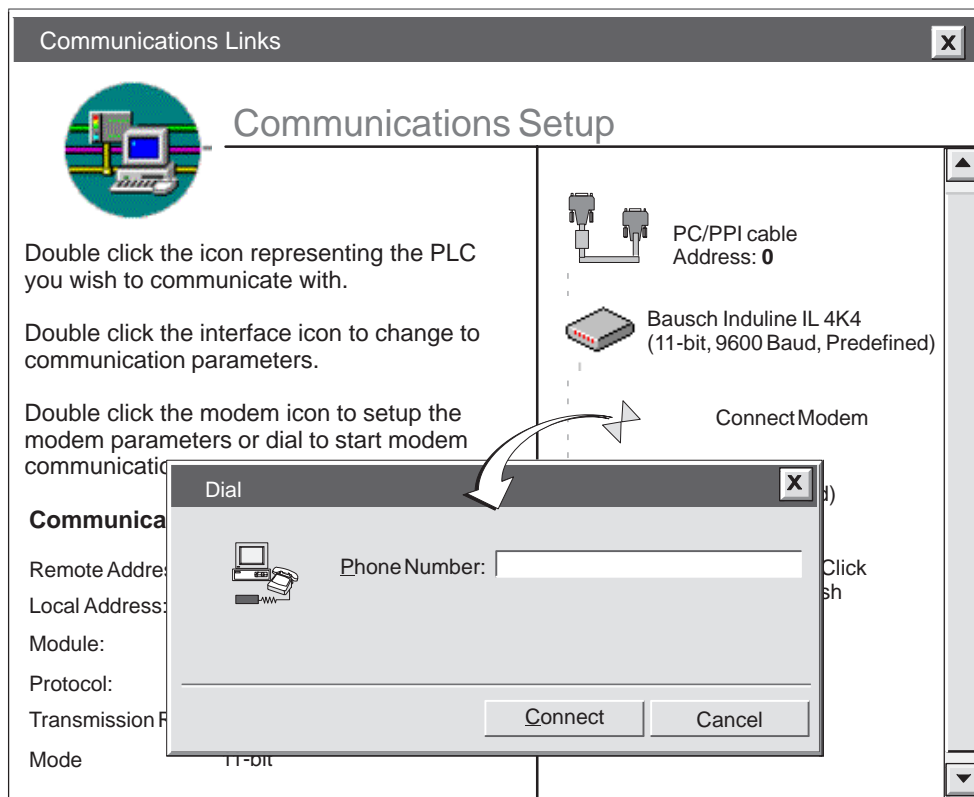 Communications Links
Communications Setup
Double click the icon representing the PLC
you wish to communicate with.
Double click the interface icon to change to
communication parameters.
Double click the modem icon to setup the
modem parameters or dial to start modem
PC/PPI cable
Address: 0
Bausch Induline IL 4K4
(11-bit, 9600 Baud, Predefined)
Connect Modem
Remote
Local Address:
Module:
Protocol:
Transmission
Mode 11-bit
Click
Dial
Phone Number:
Connect Cancel